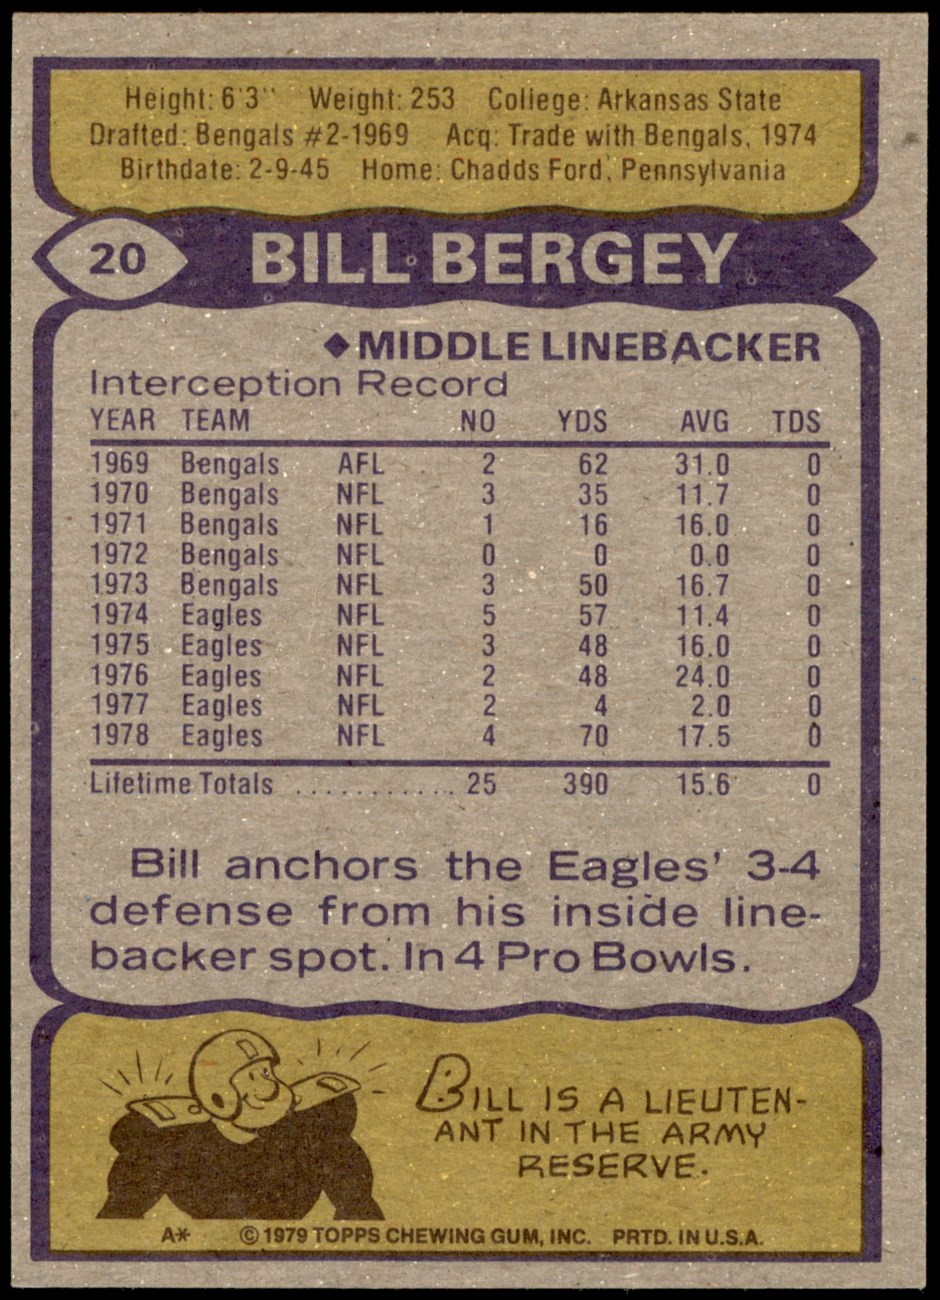 Height: 6'3" Weight: 253 College: Arkansas State
Drafted: Bengals #2-1969 Acq: Trade with Bengals, 1974
Birthdate: 2-9-45 Home: Chadds Ford, Pennsylvania
20 BILL BERGEY
◆MIDDLE LINEBACKER
Interception Record
YEAR TEAM NO YDS AVG TDS
1969 Bengals AFL 2 62 31.0 0
1970 Bengals NFL 3 35 11.7 0
1971 Bengals NFL 1 16 16.0 0
1972 Bengals NFL 0 0 0.0 0
1973 Bengals NFL 3 50 16.7 0
1974 Eagles NFL 5 57 11.4 0
1975 Eagles NFL 3 48 16.0 0
1976 Eagles NFL 2 48 24.0 0
1977 Eagles NFL 2 4 2.0 0
1978 Eagles NFL 4 70 17.5 0
Lifetime Totals ........... 25 390 15.6 0
Bill anchors the Eagles' 3-4
defense from his inside line-
backer spot. In 4 Pro Bowls.
BILL IS A LIEUTEN-
ANT IN THE ARMY
RESERVE.
A* © 1979 TOPPS CHEWING GUM, INC. PRTD. IN U.S.A.